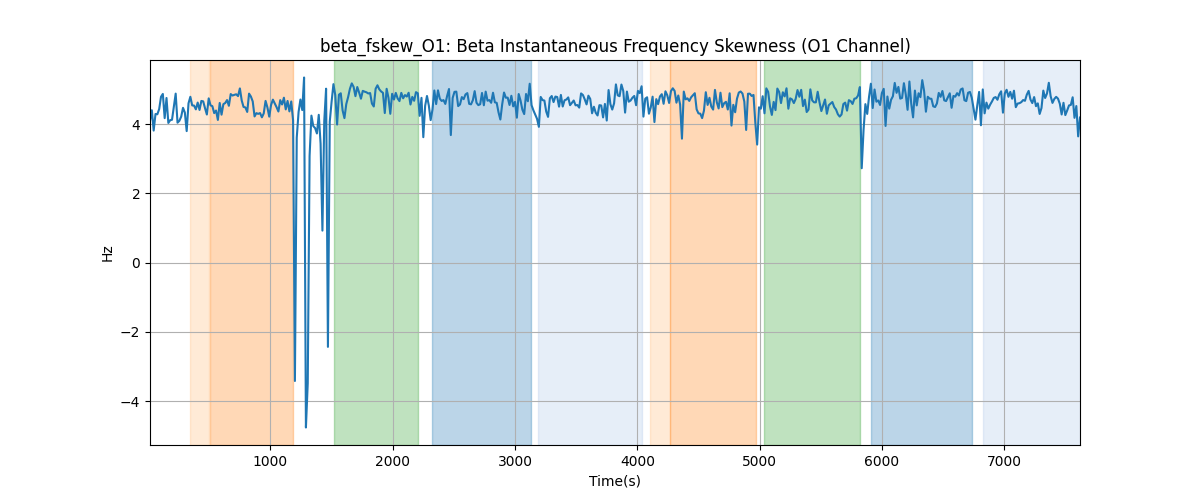 beta_fskew_O1: Beta Instantaneous Frequency Skewness (O1 Channel)
Hz
4
2
0
−2
−4
1000 2000 3000 4000 5000 6000 7000
Time(s)